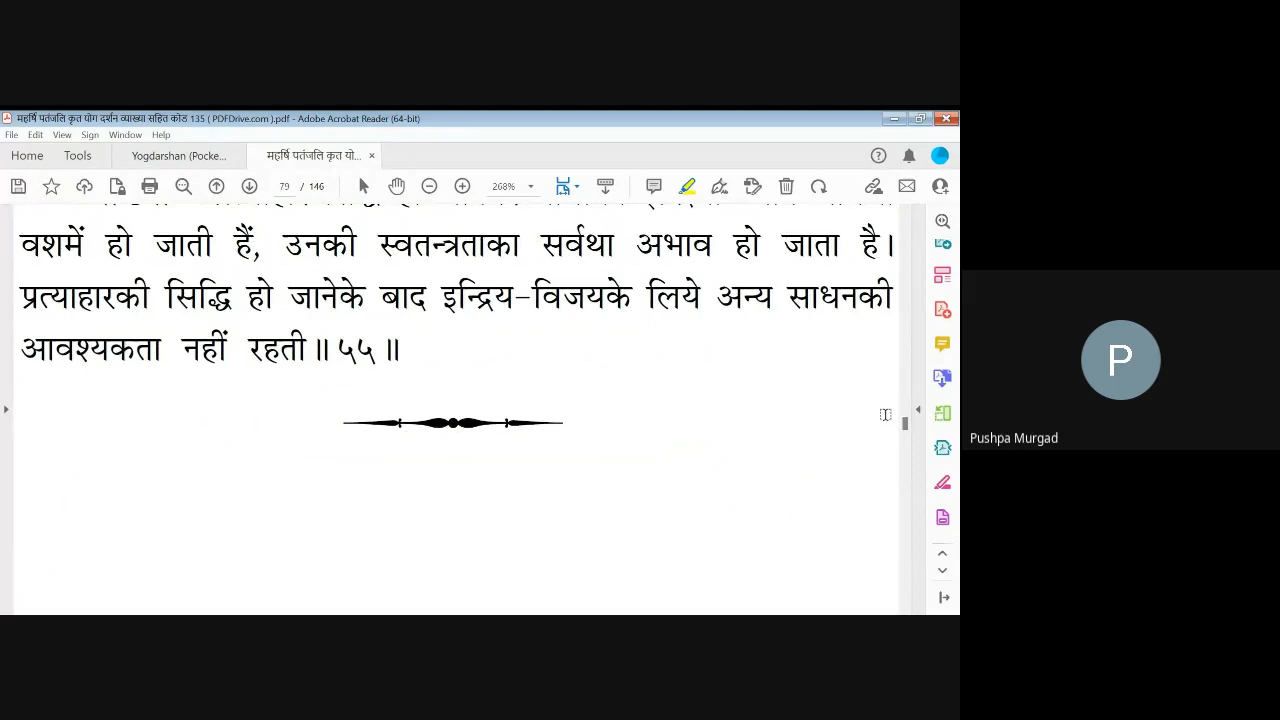 महर्षि पतंजलि कृत योग दर्शन व्याख्या सहित कोड 135 ( PDFDrive.com ).pdf - Adobe Acrobat Reader (64-bit)
File Edit View Sign Window Help
Home Tools Yogdarshan (Pocke... महर्षि पतंजलि कृत यो... ×
79 / 146 268%
वशमें हो जाती हैं, उनकी स्वतन्त्रताका सर्वथा अभाव हो जाता है।
प्रत्याहारकी सिद्धि हो जानेके बाद इन्द्रिय-विजयके लिये अन्य साधनकी
आवश्यकता नहीं रहती॥ ५५॥
P
Pushpa Murgad